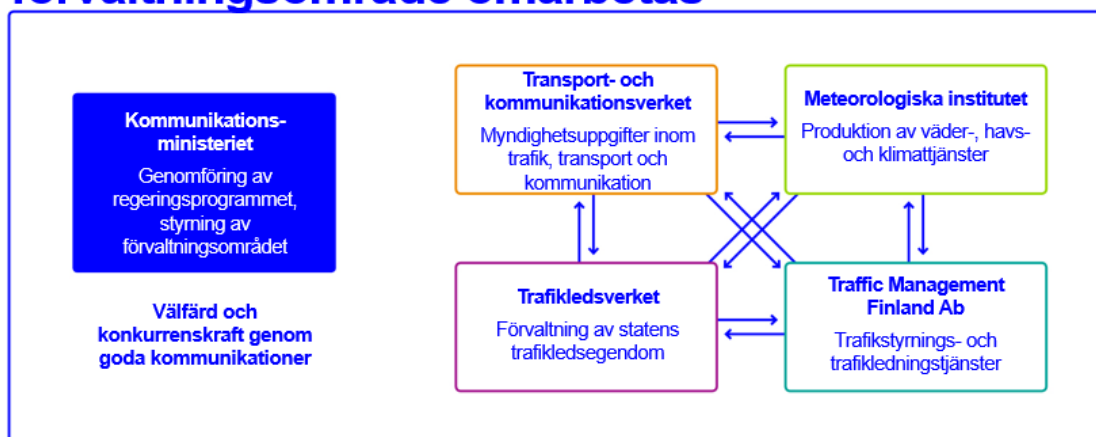 förvaltningsområds omarbetas
Kommunikations-
ministeriet
Genomföring av
regeringsprogrammet,
styrning av
förvaltningsområdet
Välfärd och
konkurrenskraft genom
goda kommunikationer
Transport- och
kommunikationsverket
Myndighetsuppgifter inom
trafik, transport och
kommunikation
Meteorologiska institutet
Produktion av väder-, havs-
och klimattjänster
Trafikledsverket
Förvaltning av statens
trafikledsegendom
Traffic Management
Finland Ab
Trafikstyrnings- och
trafikledningstjänster